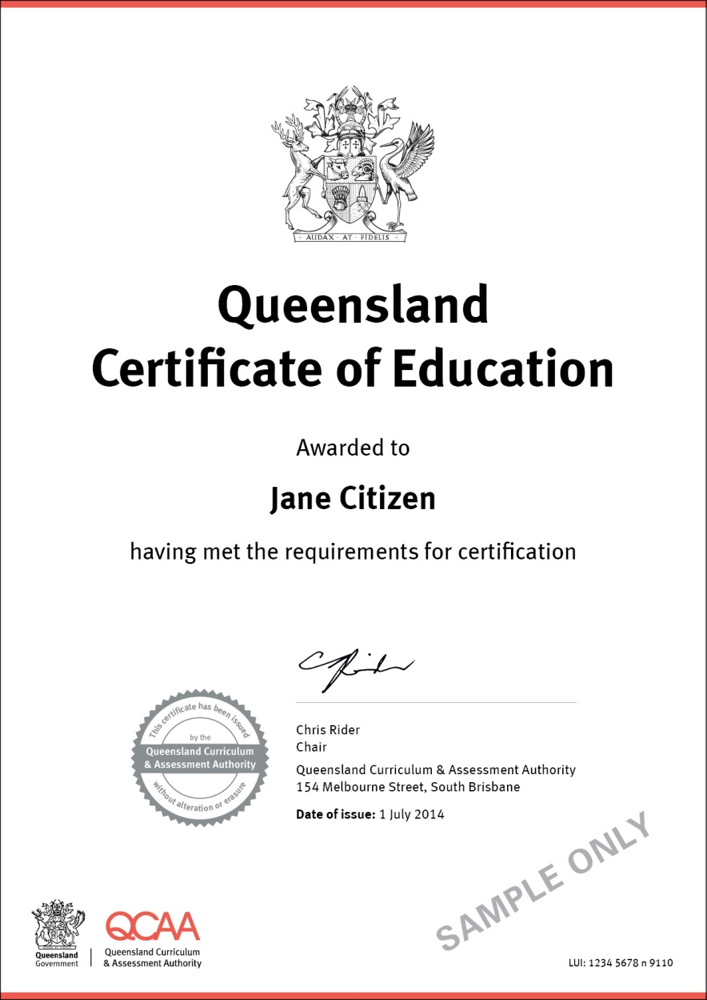 AUDAX · AT · FIDELIS
Queensland
Certificate of Education
Awarded to
Jane Citizen
having met the requirements for certification
This certificate has been issued
by the
Queensland Curriculum
& Assessment Authority
without alteration or erasure
Chris Rider
Chair
Queensland Curriculum & Assessment Authority
154 Melbourne Street, South Brisbane
Date of issue: 1 July 2014
SAMPLE ONLY
Queensland
Government
QCAA
Queensland Curriculum
& Assessment Authority
LUI: 1234 5678 n 9110